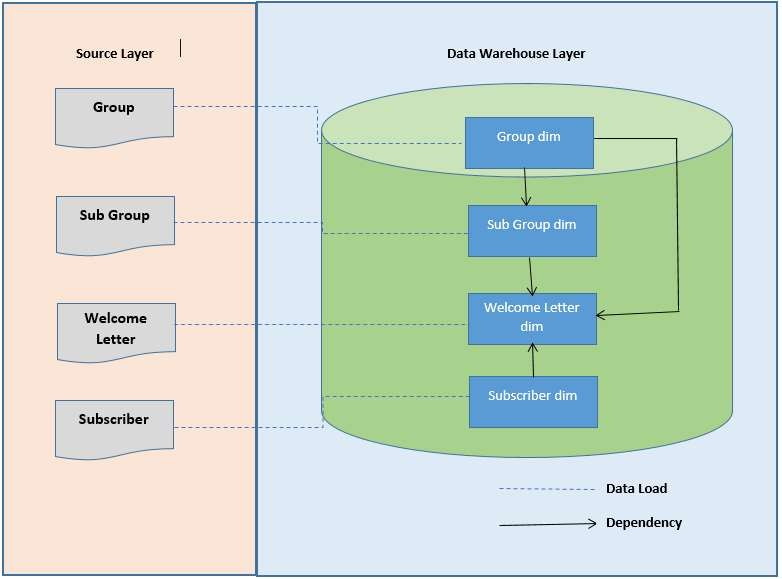 Source Layer
Data Warehouse Layer
Group
Group dim
Sub Group
Sub Group dim
Welcome
Letter
Welcome Letter
dim
Subscriber
Subscriber dim
Data Load
Dependency